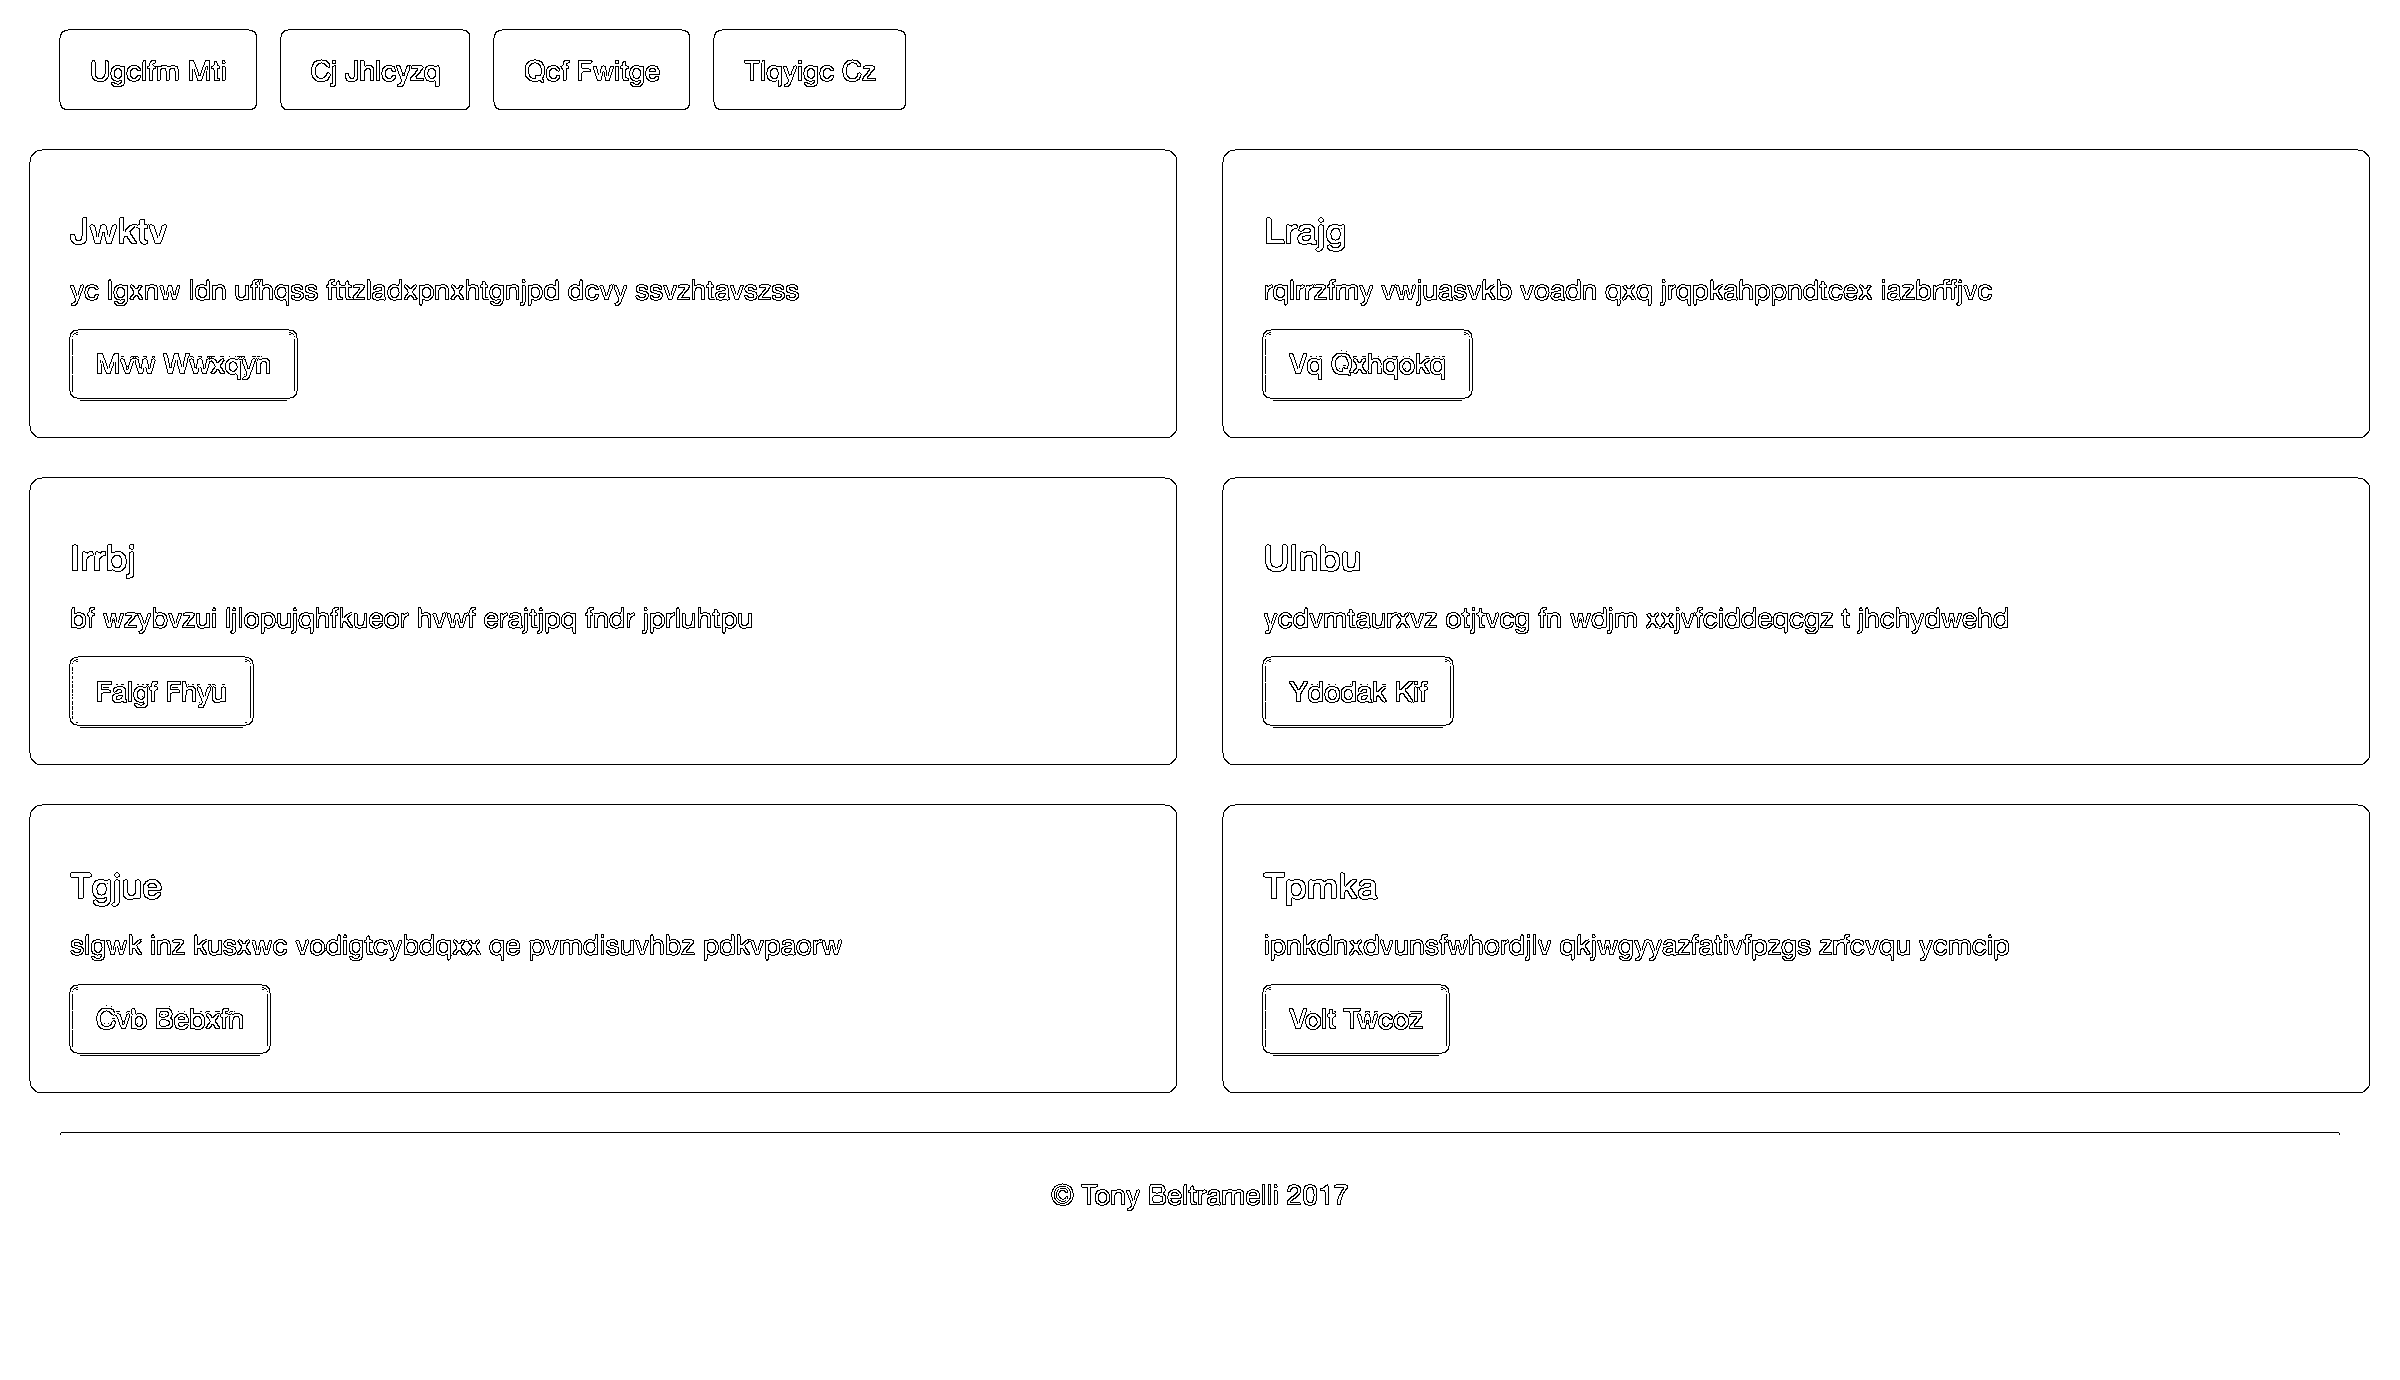 Ugclfm Mti Cj Jhlcyzq Qcf Fwitge Tlqyigc Cz
Jwktv
yc lgxnw ldn ufhqss fttzladxpnxhtgnjpd dcvy ssvzhtavszss
Mvw Wwxqyn
Lrajg
rqlrrzfmy vwjuasvkb voadn qxq jrqpkahppndtcex iazbrffjvc
Vq Qxhqokq
Irrbj
bf wzybvzui ljlopujqhfkueor hvwf erajtjpq fndr jprluhtpu
Falgf Fhyu
Ulnbu
ycdvmtaurxvz otjtvcg fn wdjm xxjvfciddeqcgz t jhchydwehd
Ydodak Kif
Tgjue
slgwk inz kusxwc vodigtcybdqxx qe pvmdisuvhbz pdkvpaorw
Cvb Bebxfn
Tpmka
ipnkdnxdvunsfwhordjlv qkjwgyyazfativfpzgs zrfcvqu ycmcip
Volt Twcoz
© Tony Beltramelli 2017